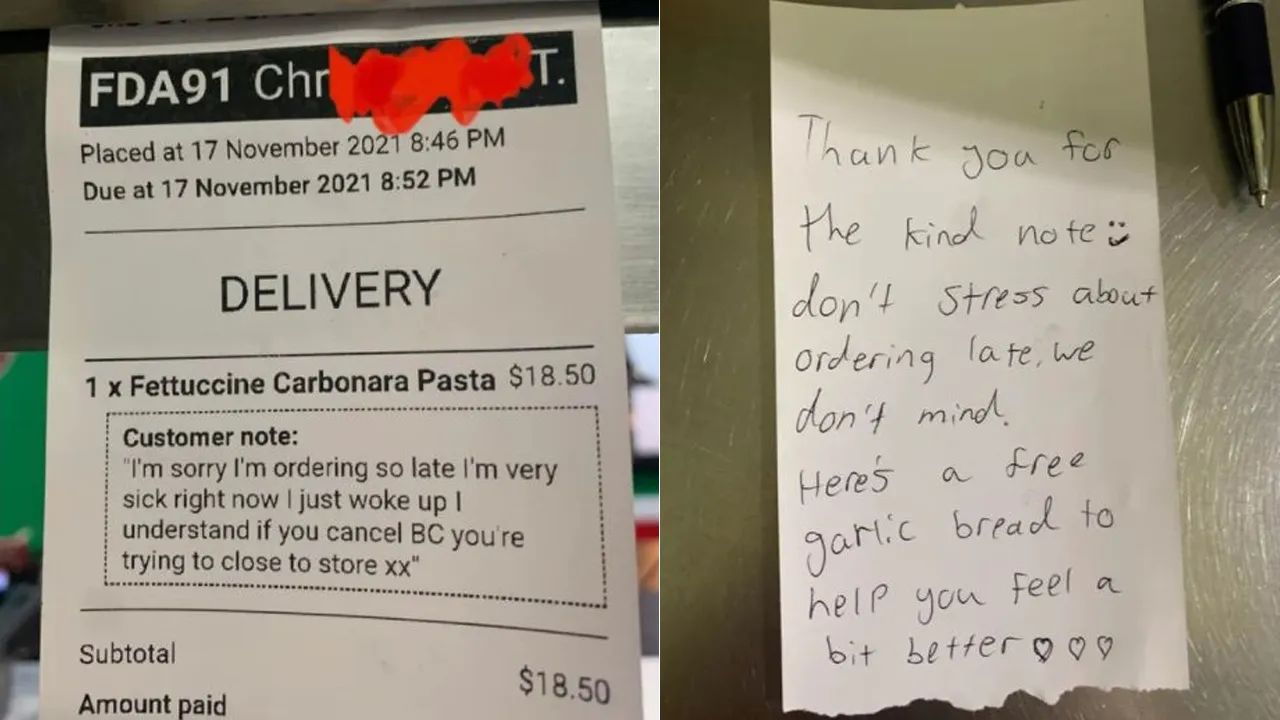 FDA91 Chr T.
Placed at 17 November 2021 8:46 PM
Due at 17 November 2021 8:52 PM
DELIVERY
1 x Fettuccine Carbonara Pasta $18.50
Customer note:
"I'm sorry I'm ordering so late I'm very
sick right now I just woke up I
understand if you cancel BC you're
trying to close to store xx"
Subtotal
$18.50
Amount paid
Thank you for
the kind note
don't stress about
ordering late, we
don't mind.
Here's a free
garlic bread to
help you feel a
bit better ♡♡♡